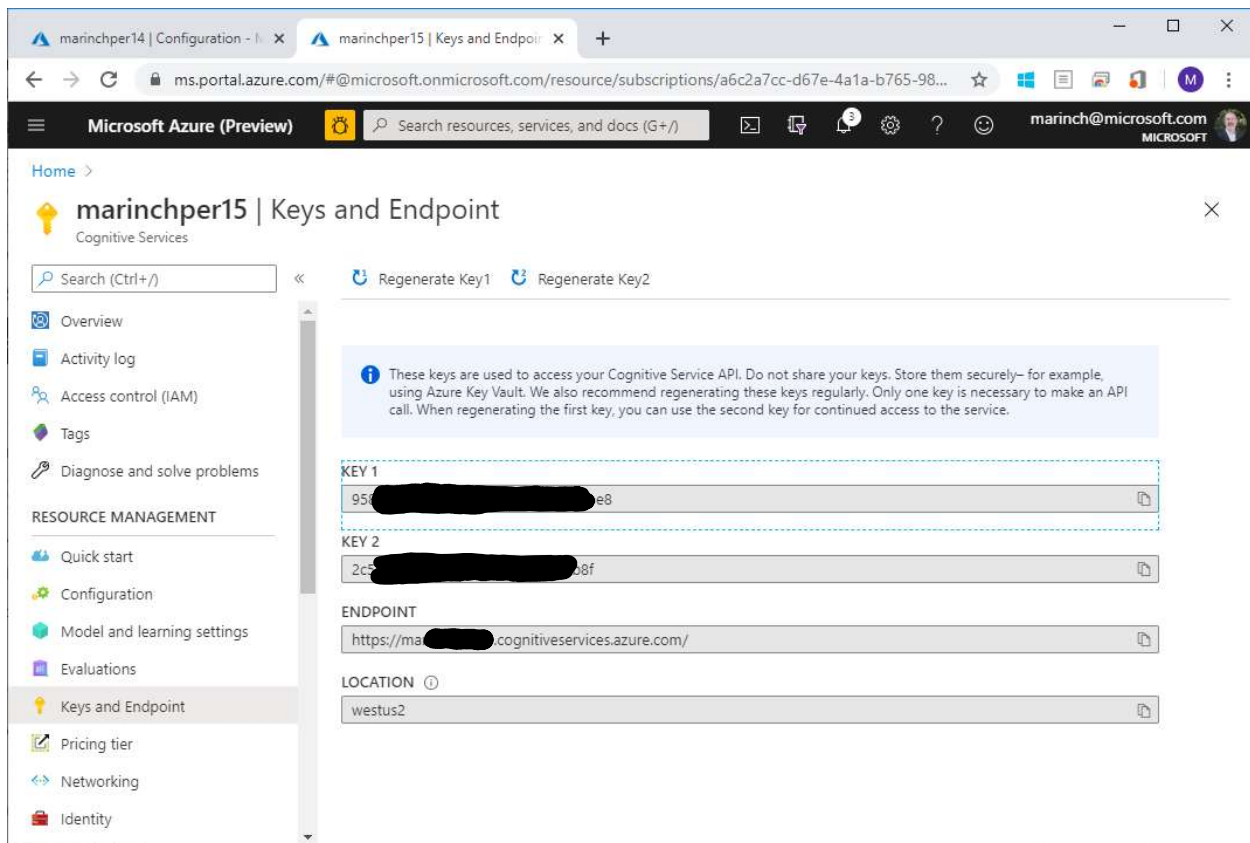 marinchper14 | Configuration - M
marinchper15 | Keys and Endpoin
ms.portal.azure.com/#@microsoft.onmicrosoft.com/resource/subscriptions/a6c2a7cc-d67e-4a1a-b765-98...
M
Microsoft Azure (Preview)
Search resources, services, and docs (G+/)
3
marinch@microsoft.com
MICROSOFT
Home >
marinchper15 | Keys and Endpoint
Cognitive Services
Search (Ctrl+/)
«
Regenerate Key1
Regenerate Key2
Overview
Activity log
Access control (IAM)
Tags
Diagnose and solve problems
RESOURCE MANAGEMENT
Quick start
Configuration
Model and learning settings
Evaluations
Keys and Endpoint
Pricing tier
Networking
Identity
These keys are used to access your Cognitive Service API. Do not share your keys. Store them securely– for example,
using Azure Key Vault. We also recommend regenerating these keys regularly. Only one key is necessary to make an API
call. When regenerating the first key, you can use the second key for continued access to the service.
KEY 1
958 e8
KEY 2
2c5 b8f
ENDPOINT
https://mar .cognitiveservices.azure.com/
LOCATION
westus2